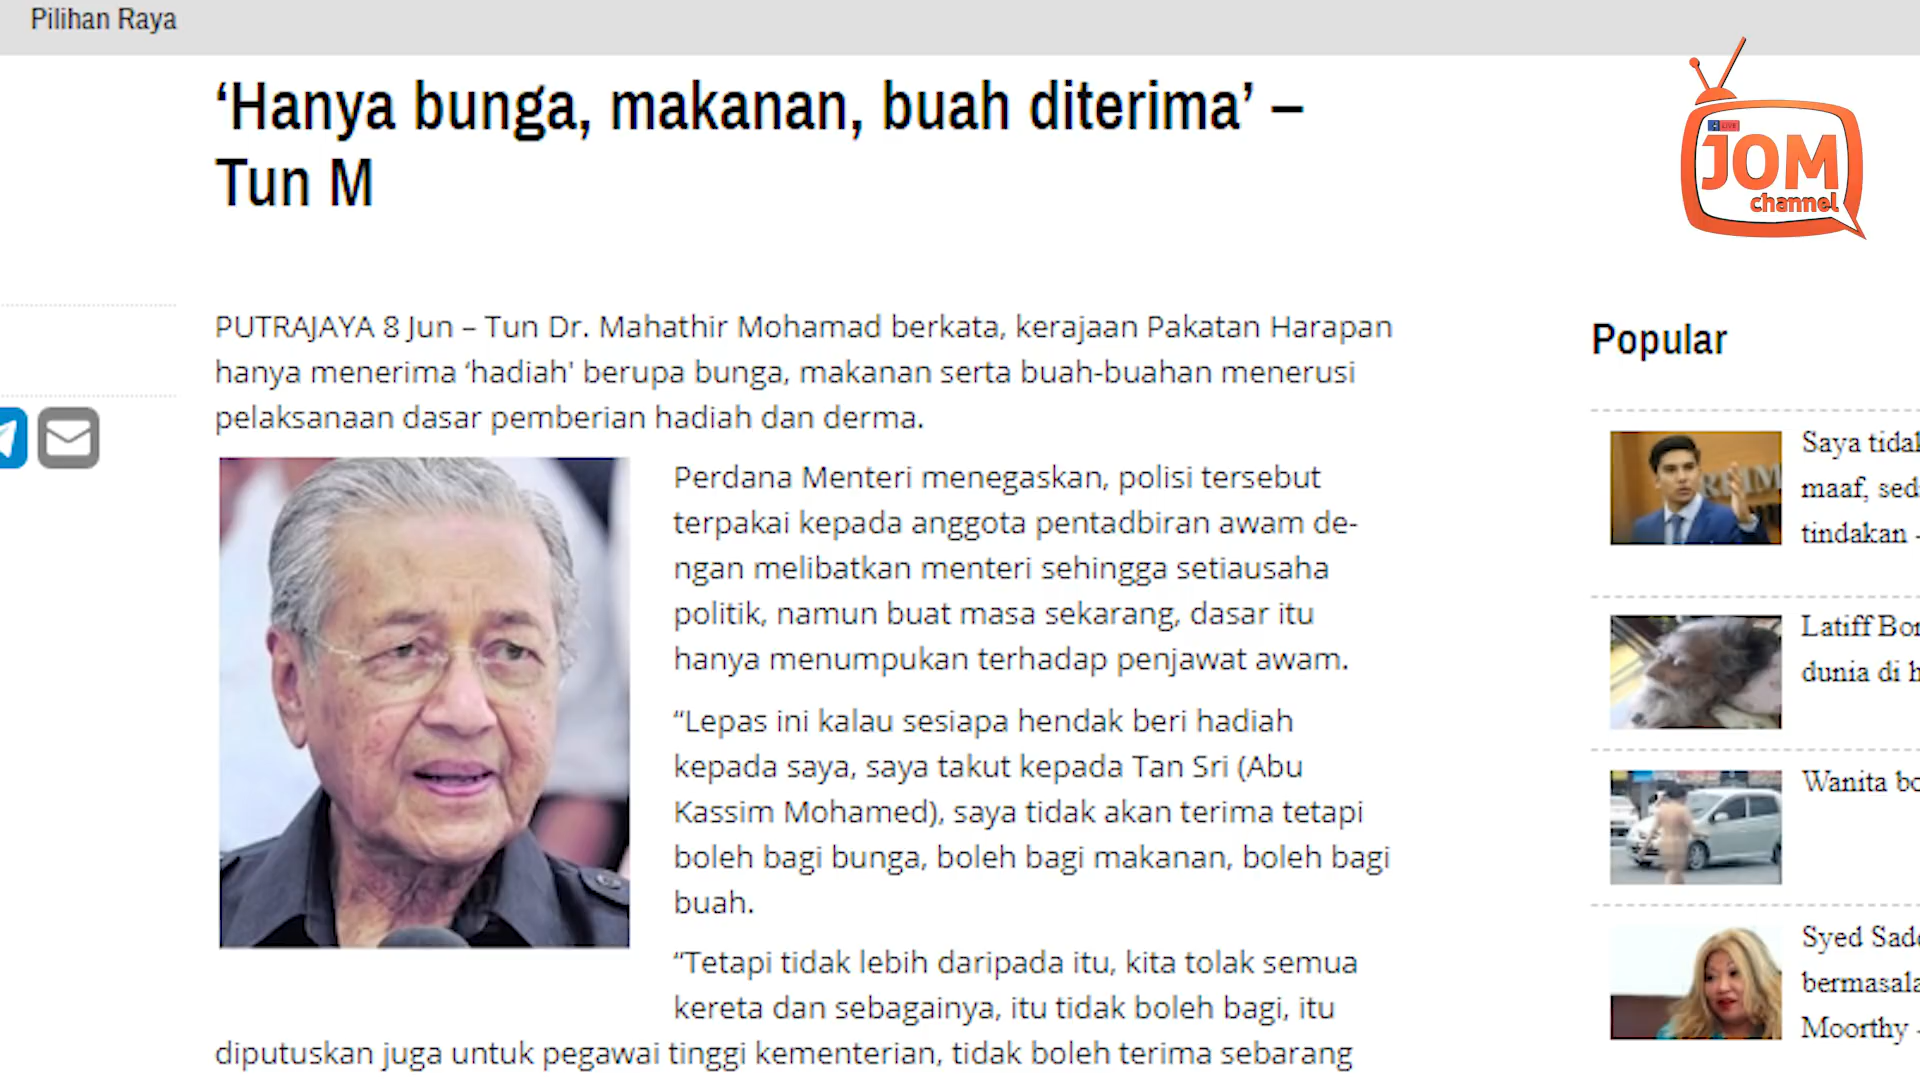 Pilihan Raya
‘Hanya bunga, makanan, buah diterima’ –
Tun M
LIVE
JOM
channel
PUTRAJAYA 8 Jun – Tun Dr. Mahathir Mohamad berkata, kerajaan Pakatan Harapan
hanya menerima ‘hadiah' berupa bunga, makanan serta buah-buahan menerusi
pelaksanaan dasar pemberian hadiah dan derma.
Perdana Menteri menegaskan, polisi tersebut
terpakai kepada anggota pentadbiran awam de-
ngan melibatkan menteri sehingga setiausaha
politik, namun buat masa sekarang, dasar itu
hanya menumpukan terhadap penjawat awam.
“Lepas ini kalau sesiapa hendak beri hadiah
kepada saya, saya takut kepada Tan Sri (Abu
Kassim Mohamed), saya tidak akan terima tetapi
boleh bagi bunga, boleh bagi makanan, boleh bagi
buah.
“Tetapi tidak lebih daripada itu, kita tolak semua
kereta dan sebagainya, itu tidak boleh bagi, itu
diputuskan juga untuk pegawai tinggi kementerian, tidak boleh terima sebarang
Popular
Saya tidak
maaf, sed
tindakan -
Latiff Bor
dunia di h
Wanita bo
Syed Sadd
bermasala
Moorthy -